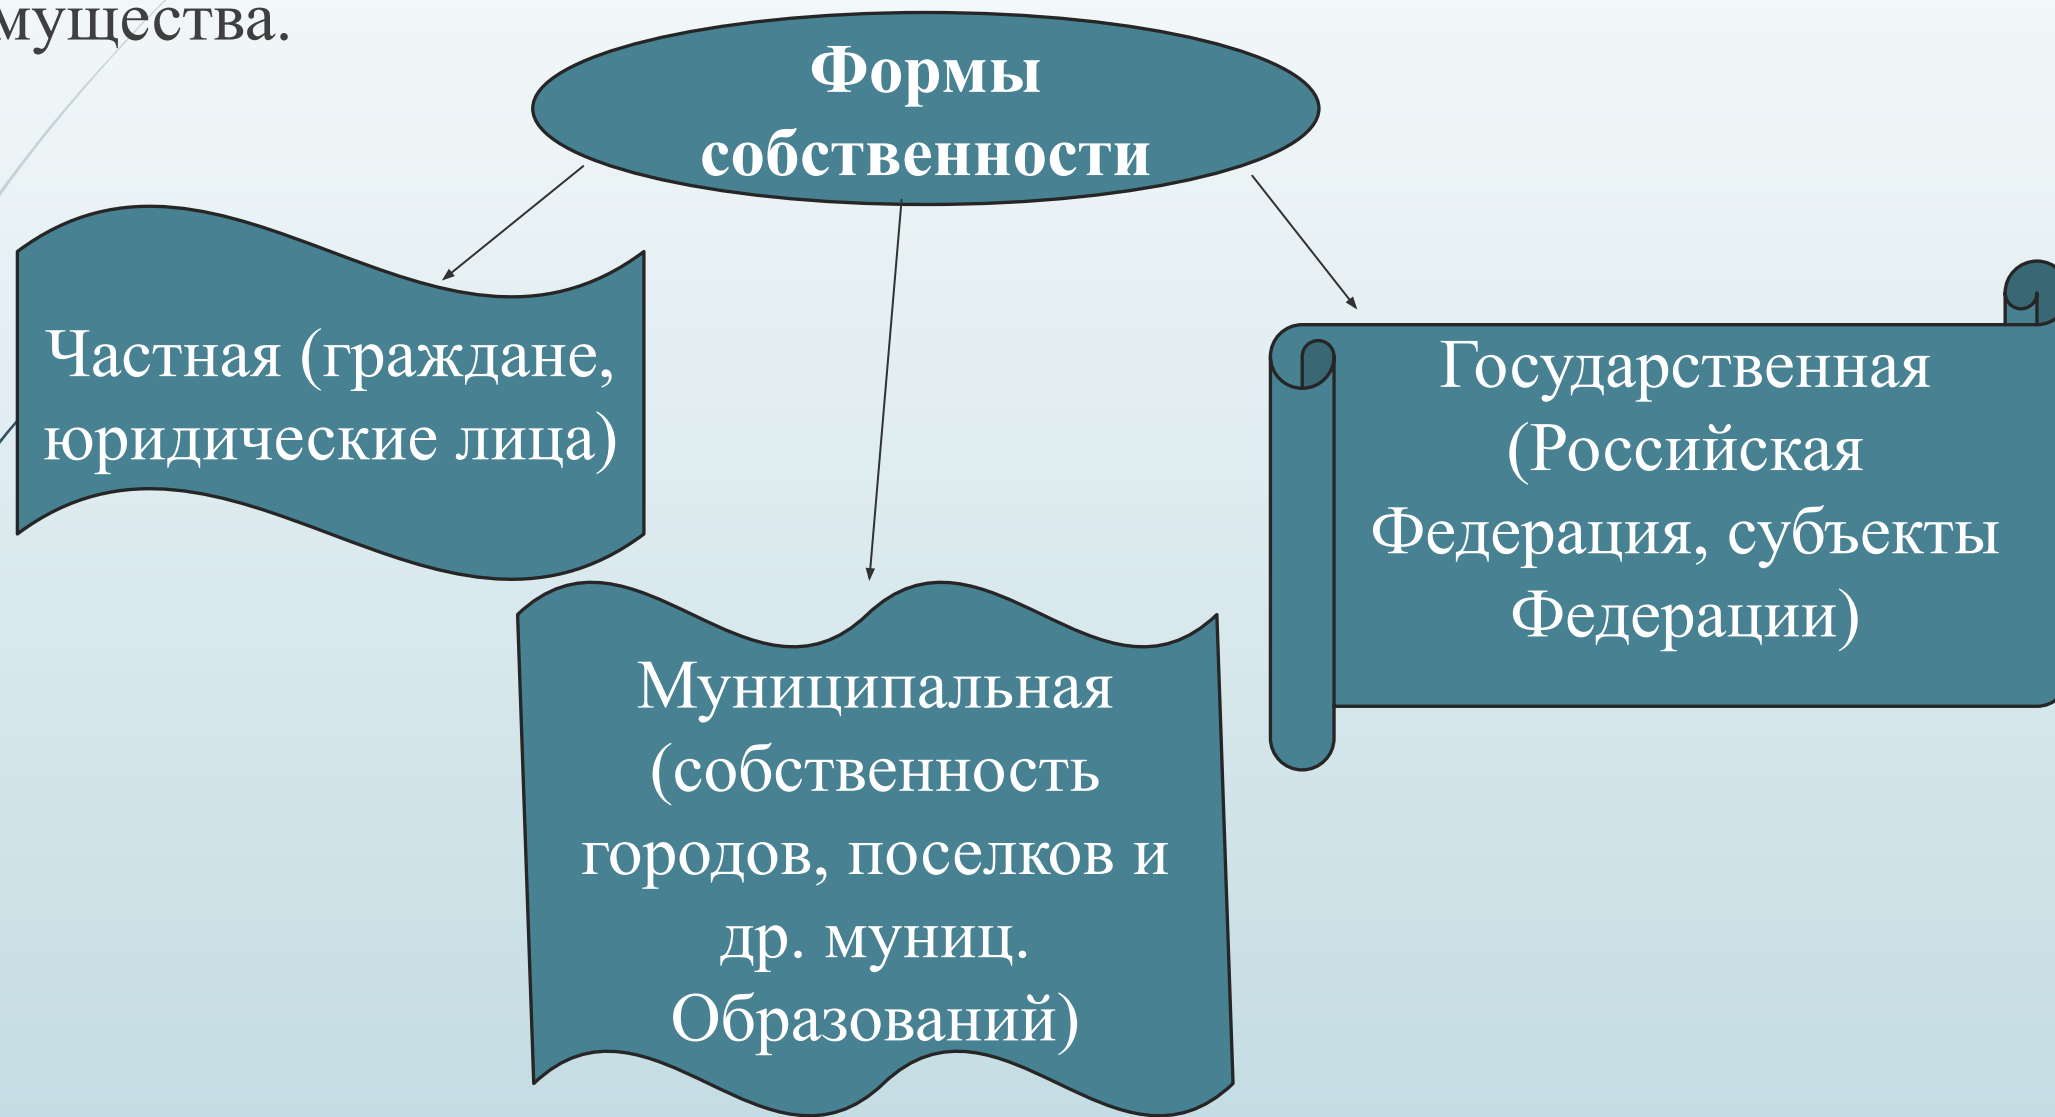 мущества.
Формы
собственности
Частная (граждане,
юридические лица)
Государственная
(Российская
Федерация, субъекты
Федерации)
Муниципальная
(собственность
городов, поселков и
др. муниц.
Образований)